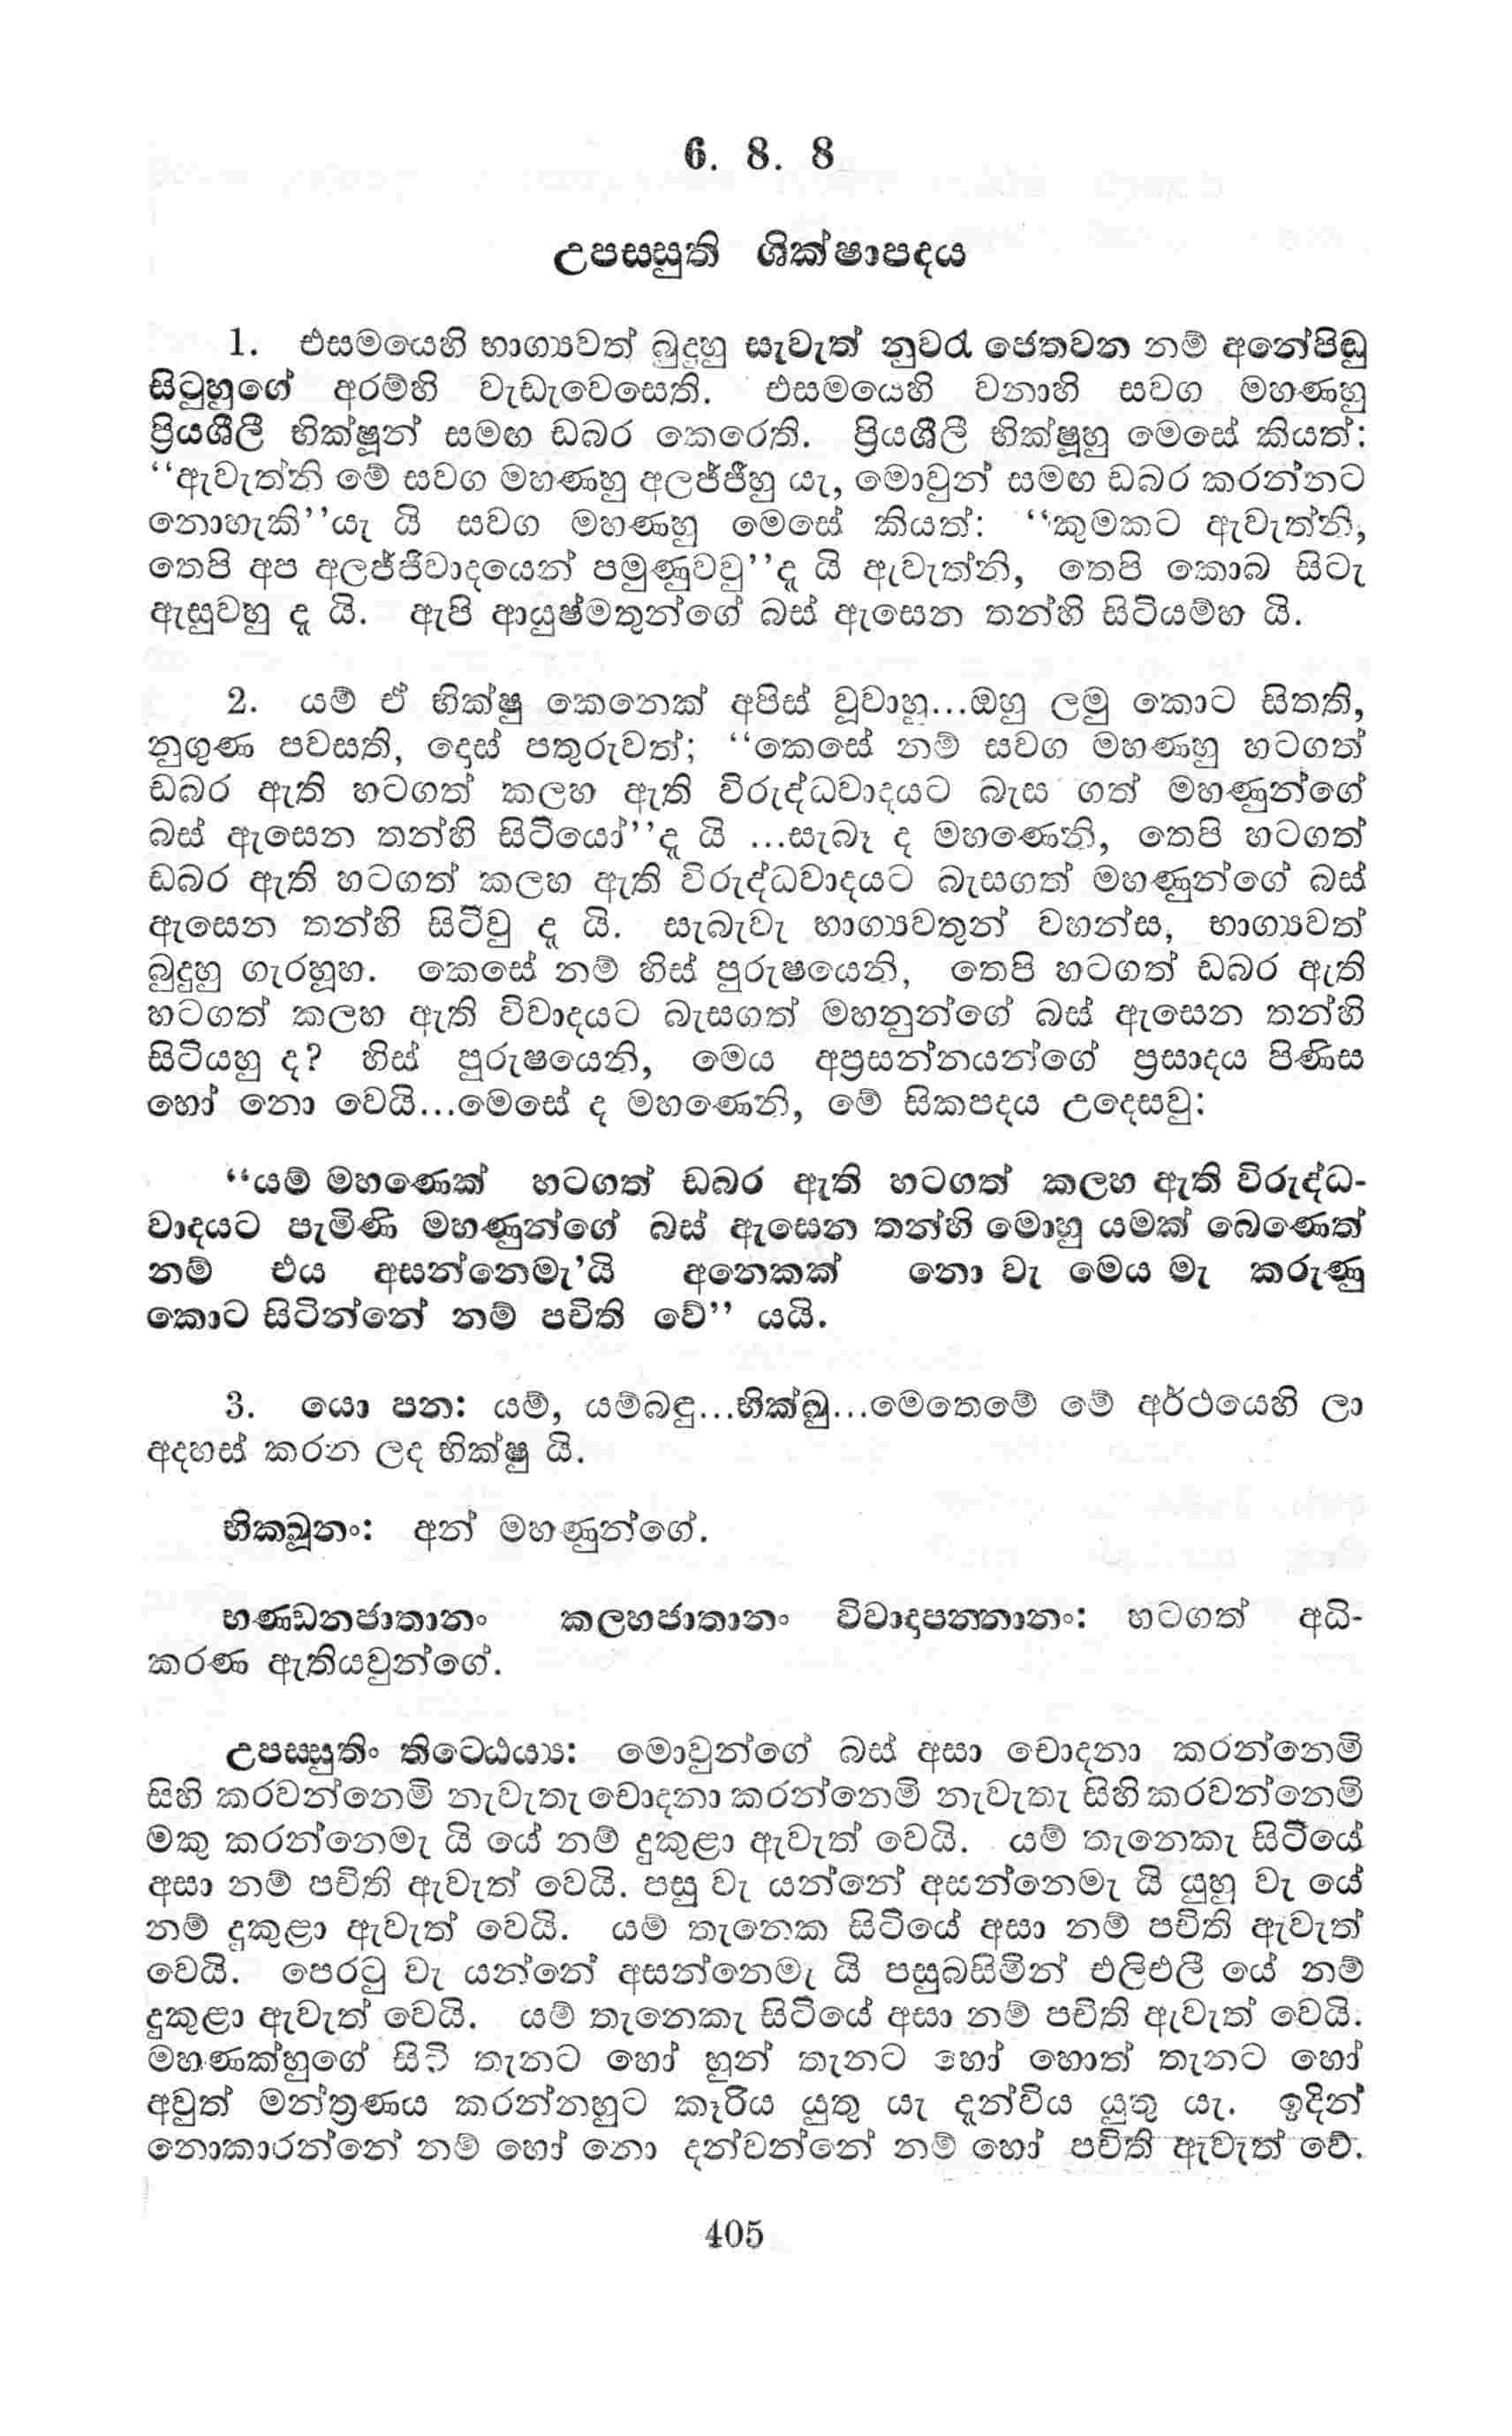 6. 8. 8
උපස‍සුති ශික්ෂාපදය
1. එසමයෙහි භාග්‍යවත් බුදුහු සැවැත් නුවරැ ජෙතවන නම් අනේපිඬු
සිටුහුගේ අරම්හි වැඩැවෙසෙති. එසමයෙහි වනාහි සවග මහණහු
ප්‍රියශීලී භික්ෂූන් සමඟ ඩබර කෙරෙති. ප්‍රියශීලී භික්ෂූහු මෙසේ කියත්:
“ඇවැත්නි මේ සවග මහණහු අලජ්ජීහු යැ, මොවුන් සමඟ ඩබර කරන්නට
නොහැකි”යැ යි සවග මහණහු මෙසේ කියත්: “කුමකට ඇවැත්නි,
තෙපි අප අලජ්ජිවාදයෙන් පමුණුවවු”දැ යි ඇවැත්නි, තෙපි කොබ සිටැ
ඇසුවහු දැ යි. ඇපි ආයුෂ්මතුන්ගේ බස් ඇසෙන තන්හි සිටියම්හ යි.
2. යම් ඒ භික්ෂු කෙනෙක් අපිස් වූවාහු...ඔහු ලමු කොට සිතති,
නුගුණ පවසති, දොස් පතුරුවත්; “කෙසේ නම් සවග මහණහු හටගත්
ඩබර ඇති හටගත් කලහ ඇති විරුද්ධවාදයට බැස ගත් මහණුන්ගේ
බස් ඇසෙන තන්හි සිටියෝ”දැ යි ...සැබෑ ද මහණෙනි, තෙපි හටගත්
ඩබර ඇති හටගත් කලහ ඇති විරුද්ධවාදයට බැසගත් මහණුන්ගේ බස්
ඇසෙන තන්හි සිටිවු දැ යි. සැබැවැ භාග්‍යවතුන් වහන්ස, භාග්‍යවත්
බුදුහු ගැරහූහ. කෙසේ නම් හිස් පුරුෂයෙනි, තෙපි හටගත් ඩබර ඇති
හටගත් කලහ ඇති විවාදයට බැසගත් මහනුන්ගේ බස් ඇසෙන තන්හි
සිටියහු ද? හිස් පුරුෂයෙනි, මෙය අප්‍රසන්නයන්ගේ ප්‍රසාදය පිණිස
හෝ නො වෙයි...මෙසේ ද මහණෙනි, මේ සිකපදය උදෙසවු:
“යම් මහණෙක් හටගත් ඩබර ඇති හටගත් කලහ ඇති විරුද්ධ-
වාදයට පැමිණි මහණුන්ගේ බස් ඇසෙන තන්හි මොහු යමක් බෙණෙත්
නම් එය අසන්නෙමැ’යි අනෙකක් නො වැ මෙය මැ කරුණු
කොට සිටින්නේ නම් පචිති වේ” යයි.
3. යො පන: යම්, යම්බඳු...භික්ඛු...මෙතෙමේ මේ අර්ථයෙහි ලා
අදහස් කරන ලද භික්ෂු යි.
භික‍ඛූනං: අන් මහණුන්ගේ.
භණ‍ඩනජාතානං කලහජාතානං විවාදාපන‍නානං: හටගත් අධි-
කරණ ඇතියවුන්ගේ.
උපස‍සුතිං තිට‍ඨෙය්‍ය: මොවුන්ගේ බස් අසා චොදනා කරන්නෙමි
සිහි කරවන්නෙමි නැවැතැ චොදනා කරන්නෙමි නැවැතැ සිහි කරවන්නෙමි
මකු කරන්නෙමැ යි යේ නම් දුකුළා ඇවැත් වෙයි. යම් තැනෙකැ සිටියේ
අසා නම් පචිති ඇවැත් වෙයි. පසු වැ යන්නේ අසන්නෙමැ යි යුහු වැ යේ
නම් දුකුළා ඇවැත් වෙයි. යම් තැනෙක සිටියේ අසා නම් පචිති ඇවැත්
වෙයි. පෙරටු වැ යන්නේ අසන්නෙමැ යි පසුබසිමින් එලිඑලී යේ නම්
දුකුළා ඇවැත් වෙයි. යම් තැනෙකැ සිටියේ අසා නම් පචිති ඇවැත් වෙයි.
මහණක්හුගේ සිටි තැනට හෝ හුන් තැනට හෝ හොත් තැනට හෝ
අවුත් මන්ත්‍රණය කරන්නහුට කෑරිය යුතු යැ දැන්විය යුතු යැ. ඉදින්
නොකාරන්නේ නම් හෝ නො දන්වන්නේ නම් හෝ පචිති ඇවැත් වේ.
405